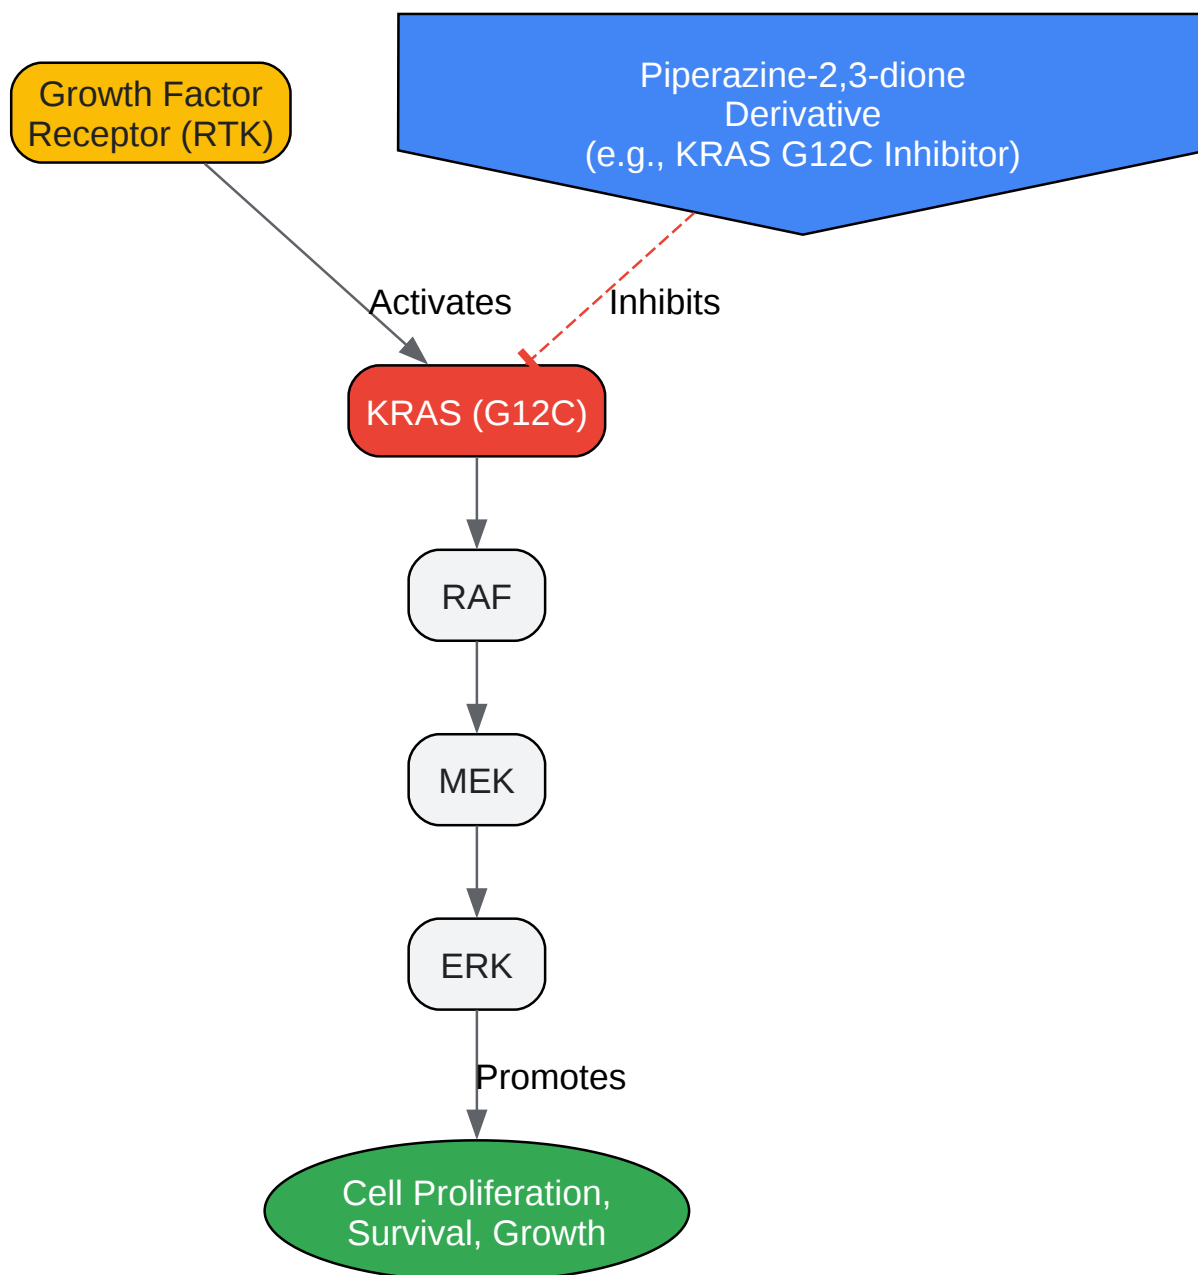 Growth Factor
Receptor (RTK)
Piperazine-2,3-dione
Derivative
(e.g., KRAS G12C Inhibitor)
Activates
Inhibits
KRAS (G12C)
RAF
MEK
ERK
Promotes
Cell Proliferation,
Survival, Growth